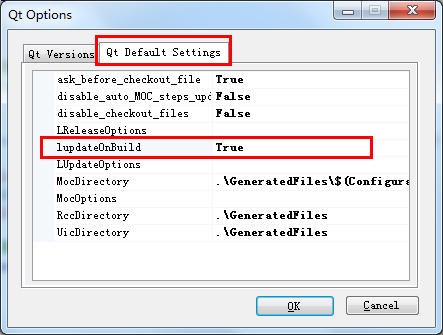 Qt Options
Qt Versions
Qt Default Settings
ask_before_checkout_file True
disable_auto_MOC_steps_upd False
disable_checkout_files False
LReleaseOptions
lupdateOnBuild True
LUpdateOptions
MocDirectory .\GeneratedFiles\$(Configura
MocOptions
RccDirectory .\GeneratedFiles
UicDirectory .\GeneratedFiles
OK
Cancel